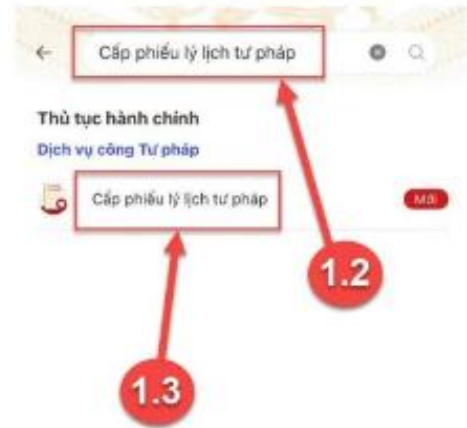 Cấp phiếu lý lịch tư pháp
Thủ tục hành chính
Dịch vụ công Tư pháp
Cấp phiếu lý lịch tư pháp
Mới
1.2
1.3